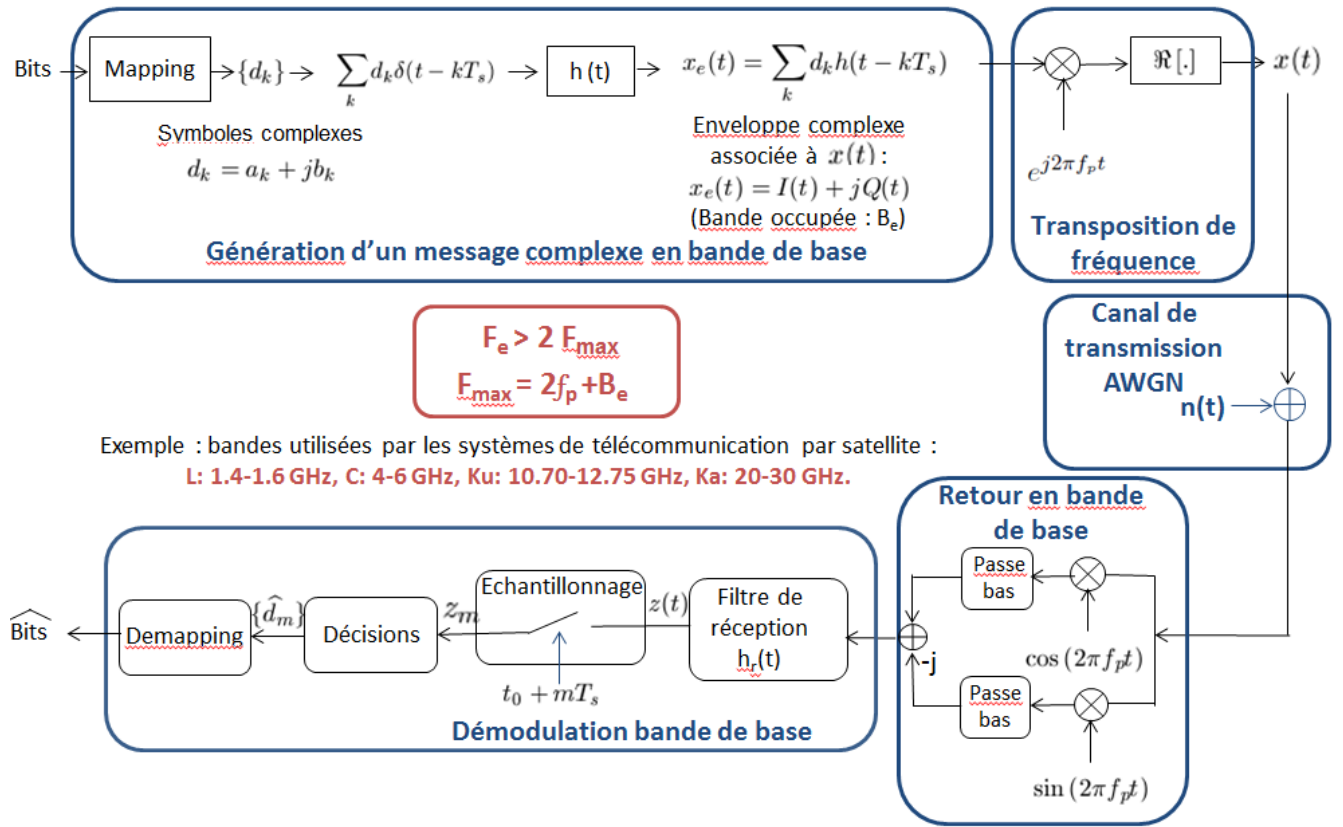 Bits
Mapping
{d_k}
\sum_k d_k δ(t − kT_s)
h (t)
x_e(t) = \sum_k d_k h(t − kT_s)
ℜ [.]
x(t)
Symboles complexes
d_k = a_k + jb_k
Enveloppe complexe
associée à x(t) :
x_e(t) = I(t) + jQ(t)
(Bande occupée : B_e)
e^{j2πf_p t}
Génération d'un message complexe en bande de base
Transposition de
fréquence
F_e > 2 F_max
F_max = 2f_p +B_e
Canal de
transmission
AWGN
n(t)
Exemple : bandes utilisées par les systèmes de télécommunication par satellite :
L: 1.4-1.6 GHz, C: 4-6 GHz, Ku: 10.70-12.75 GHz, Ka: 20-30 GHz.
Retour en bande
de base
Passe
bas
cos (2πf_p t)
-j
Passe
bas
sin (2πf_p t)
Filtre de
réception
h_r(t)
z(t)
Echantillonnage
t_0 + mT_s
z_m
Décisions
{\widehat{d}_m}
Demapping
\widehat{Bits}
Démodulation bande de base